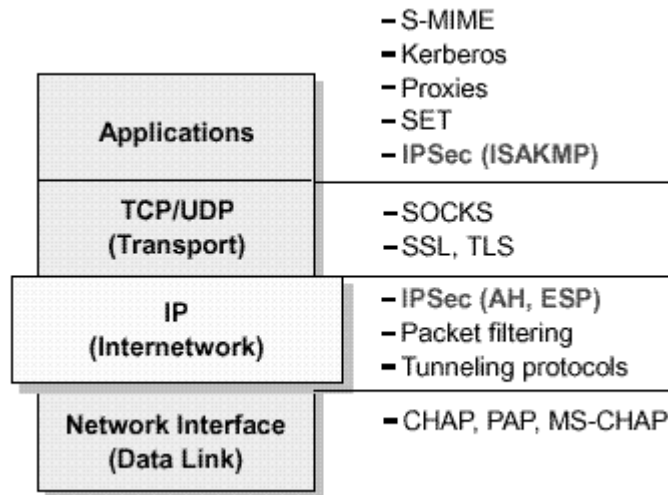 - S-MIME
- Kerberos
- Proxies
- SET
- IPSec (ISAKMP)
Applications
TCP/UDP
(Transport)
- SOCKS
- SSL, TLS
IP
(Internetwork)
- IPSec (AH, ESP)
- Packet filtering
- Tunneling protocols
Network Interface
(Data Link)
- CHAP, PAP, MS-CHAP